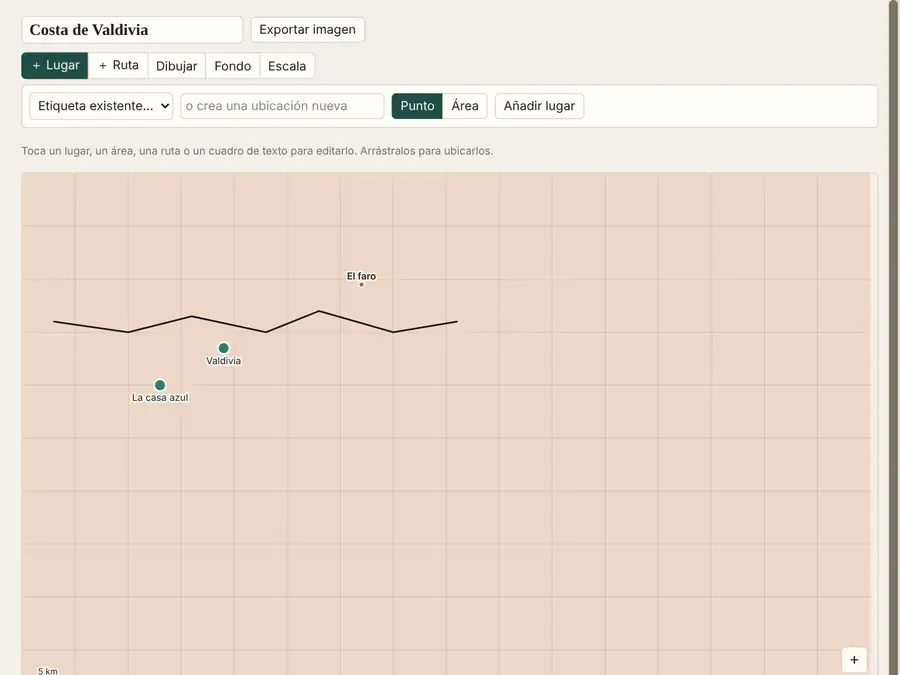 Costa de Valdivia
Exportar imagen
+ Lugar
+ Ruta
Dibujar
Fondo
Escala
Etiqueta existente...
o crea una ubicación nueva
Punto
Área
Añadir lugar
Toca un lugar, un área, una ruta o un cuadro de texto para editarlo. Arrástralos para ubicarlos.
El faro
Valdivia
La casa azul
5 km
+